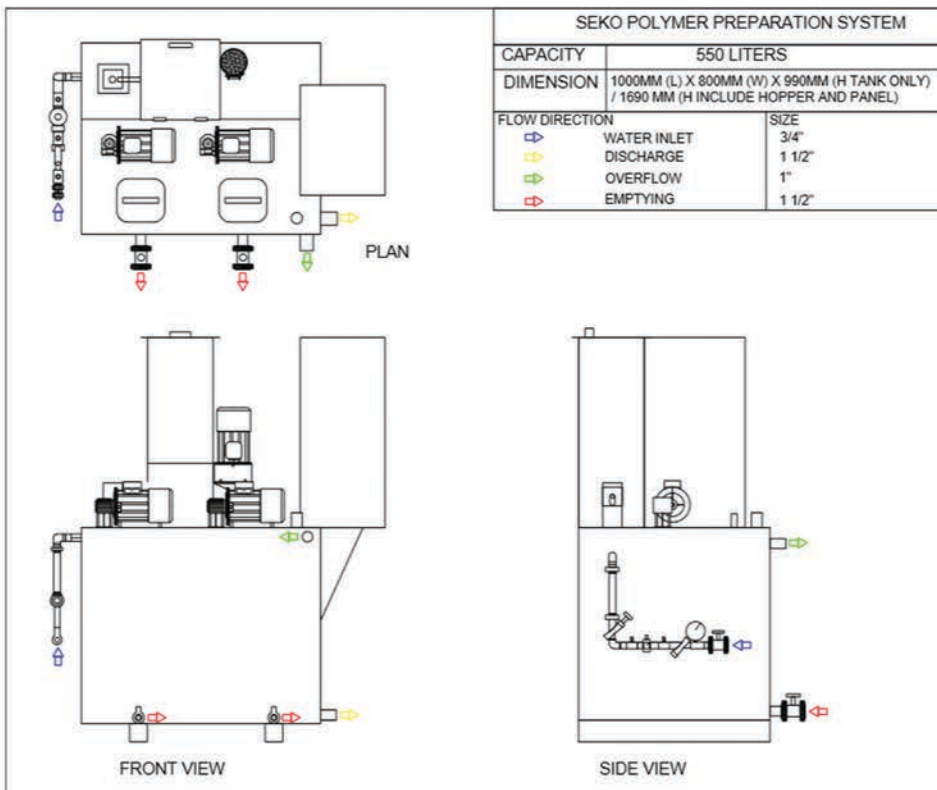 SEKO POLYMER PREPARATION SYSTEM
CAPACITY 550 LITERS
DIMENSION 1000MM (L) X 800MM (W) X 990MM (H TANK ONLY)
/ 1690 MM (H INCLUDE HOPPER AND PANEL)
FLOW DIRECTION SIZE
WATER INLET 3/4"
DISCHARGE 1 1/2"
OVERFLOW 1"
EMPTYING 1 1/2"
PLAN
FRONT VIEW
SIDE VIEW